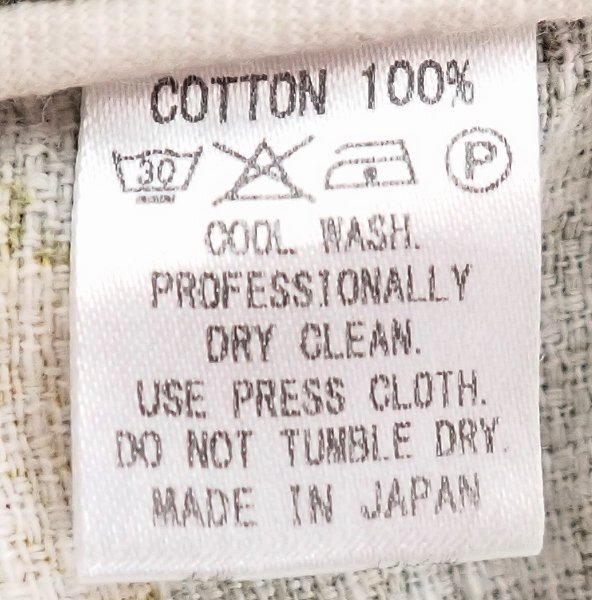 COTTON 100%
30 P
COOL WASH.
PROFESSIONALLY
DRY CLEAN.
USE PRESS CLOTH.
DO NOT TUMBLE DRY.
MADE IN JAPAN